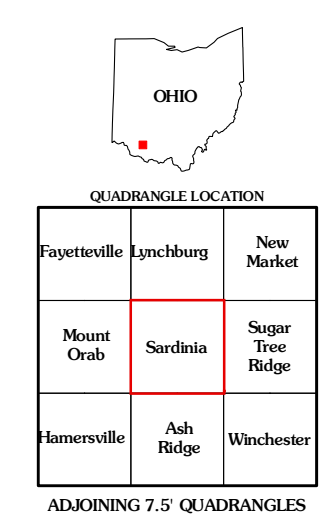 OHIO
QUADRANGLE LOCATION
Fayetteville
Lynchburg
New
Market
Mount
Orab
Sardinia
Sugar
Tree
Ridge
Hamersville
Ash
Ridge
Winchester
ADJOINING 7.5' QUADRANGLES